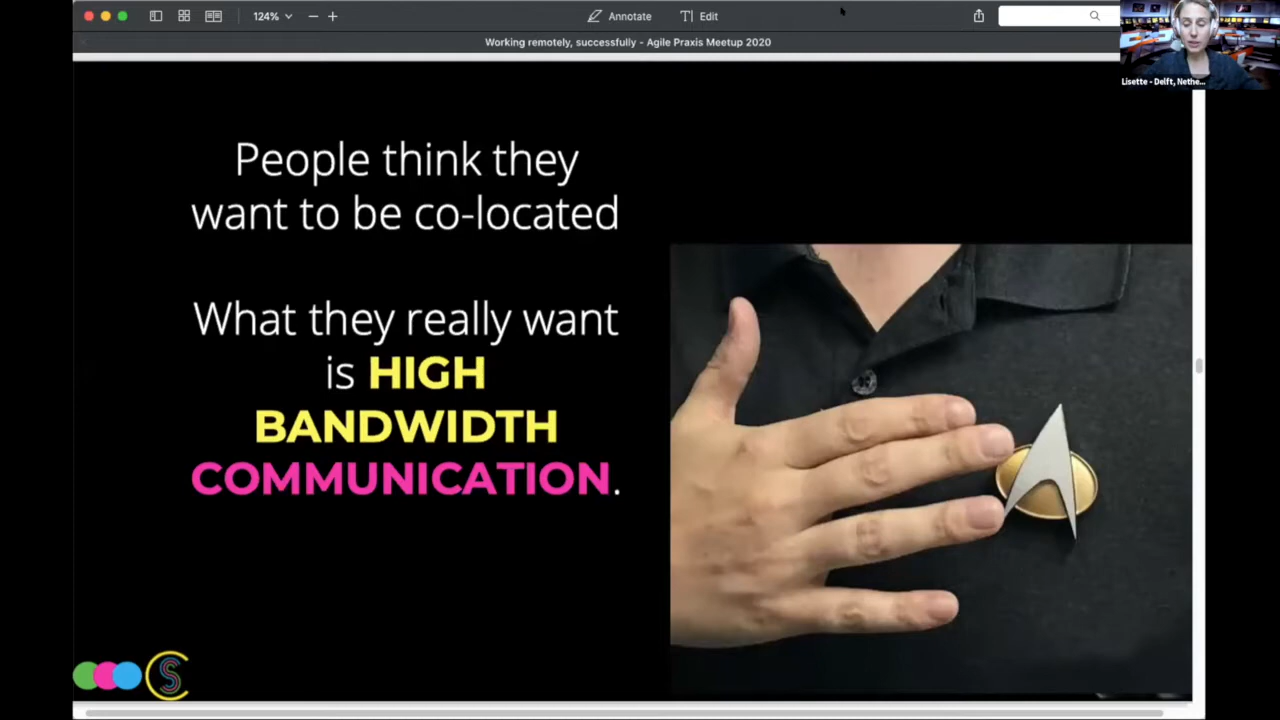 124%
Annotate
Edit
Working remotely, successfully - Agile Praxis Meetup 2020
Lisette - Delft, Nethe...
People think they
want to be co-located
What they really want
is HIGH
BANDWIDTH
COMMUNICATION.